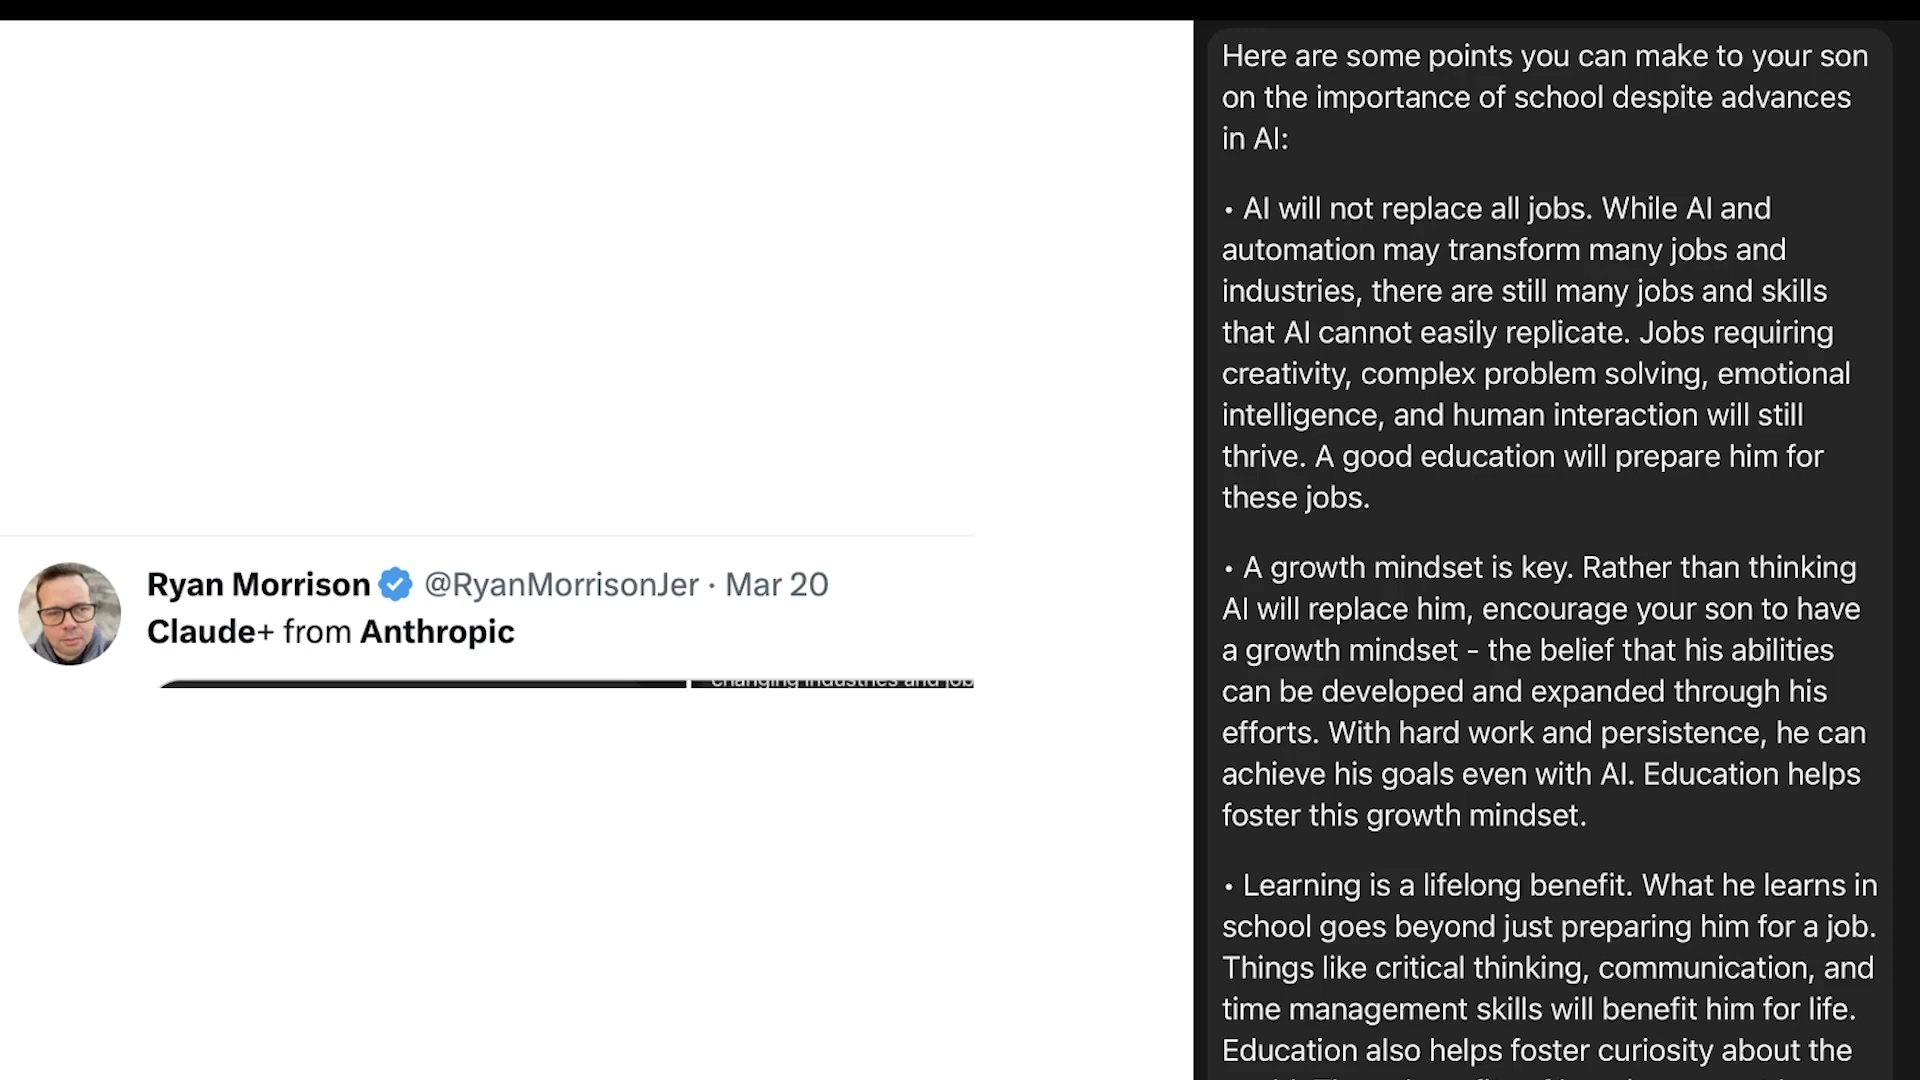 Ryan Morrison @RyanMorrisonJer · Mar 20
Claude+ from Anthropic
changing industries and job
Here are some points you can make to your son
on the importance of school despite advances
in AI:
• AI will not replace all jobs. While AI and
automation may transform many jobs and
industries, there are still many jobs and skills
that AI cannot easily replicate. Jobs requiring
creativity, complex problem solving, emotional
intelligence, and human interaction will still
thrive. A good education will prepare him for
these jobs.
• A growth mindset is key. Rather than thinking
AI will replace him, encourage your son to have
a growth mindset - the belief that his abilities
can be developed and expanded through his
efforts. With hard work and persistence, he can
achieve his goals even with AI. Education helps
foster this growth mindset.
• Learning is a lifelong benefit. What he learns in
school goes beyond just preparing him for a job.
Things like critical thinking, communication, and
time management skills will benefit him for life.
Education also helps foster curiosity about the